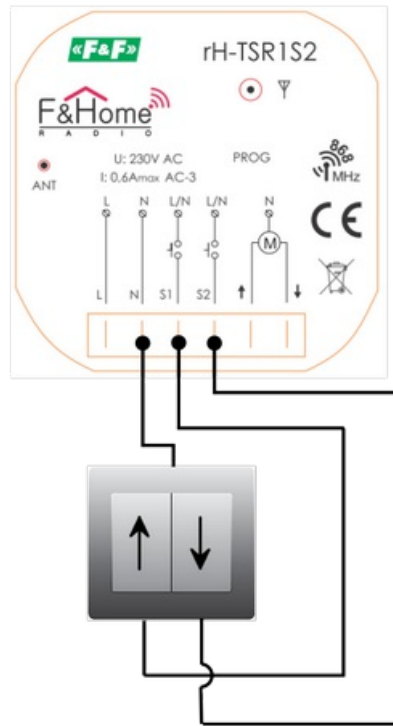 «F&F»
rH-TSR1S2
F&Home
RADIO
ANT
U: 230V AC
I: 0,6Amax AC-3
PROG
868
MHz
CE
L N L/N L/N N
M
L N S1 S2